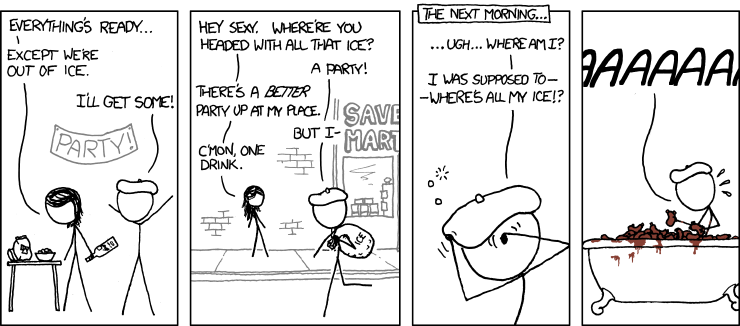 EVERYTHING'S READY...
EXCEPT WE'RE
OUT OF ICE.
I'LL GET SOME!
PARTY!
HEY SEXY. WHERE'RE YOU
HEADED WITH ALL THAT ICE?
A PARTY!
THERE'S A BETTER
PARTY UP AT MY PLACE.
BUT I-
C'MON, ONE
DRINK.
SAVE
MART
ICE
THE NEXT MORNING...
...UGH... WHERE AM I?
I WAS SUPPOSED TO—
—WHERE'S ALL MY ICE!?
AAAAAAA